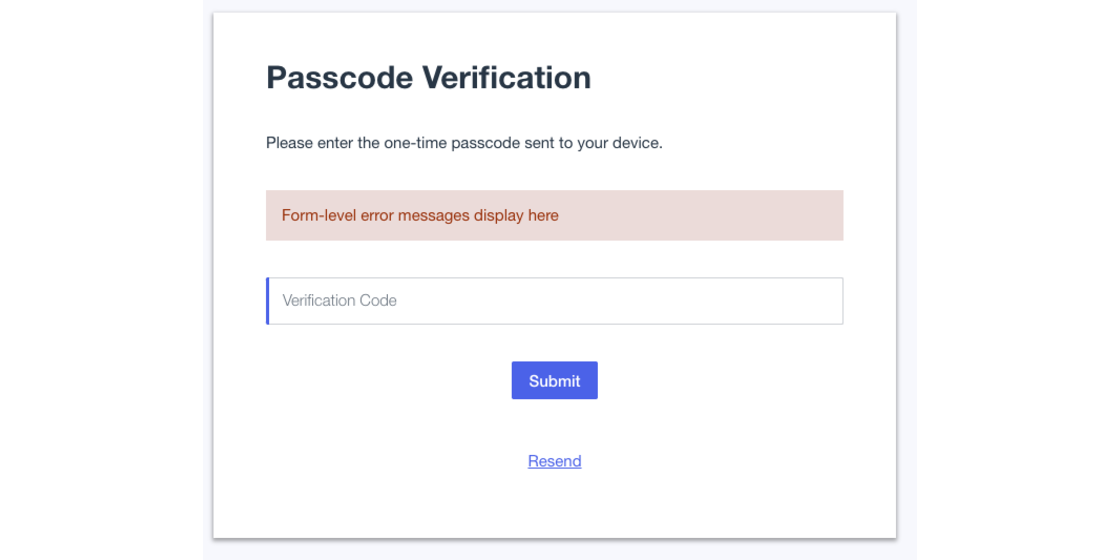 Passcode Verification
Please enter the one-time passcode sent to your device.
Form-level error messages display here
Verification Code
Submit
Resend